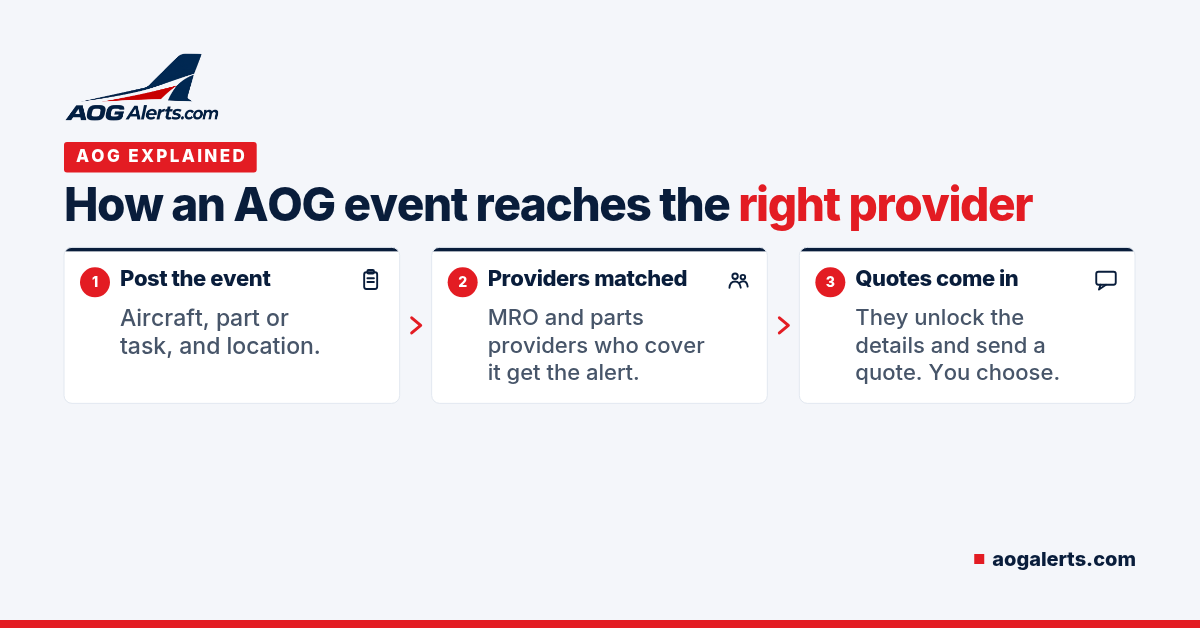 AOG Alerts.com
AOG EXPLAINED
How an AOG event reaches the right provider
1 Post the event
Aircraft, part or
task, and location.
2 Providers matched
MRO and parts
providers who cover
it get the alert.
3 Quotes come in
They unlock the
details and send a
quote. You choose.
aogalerts.com